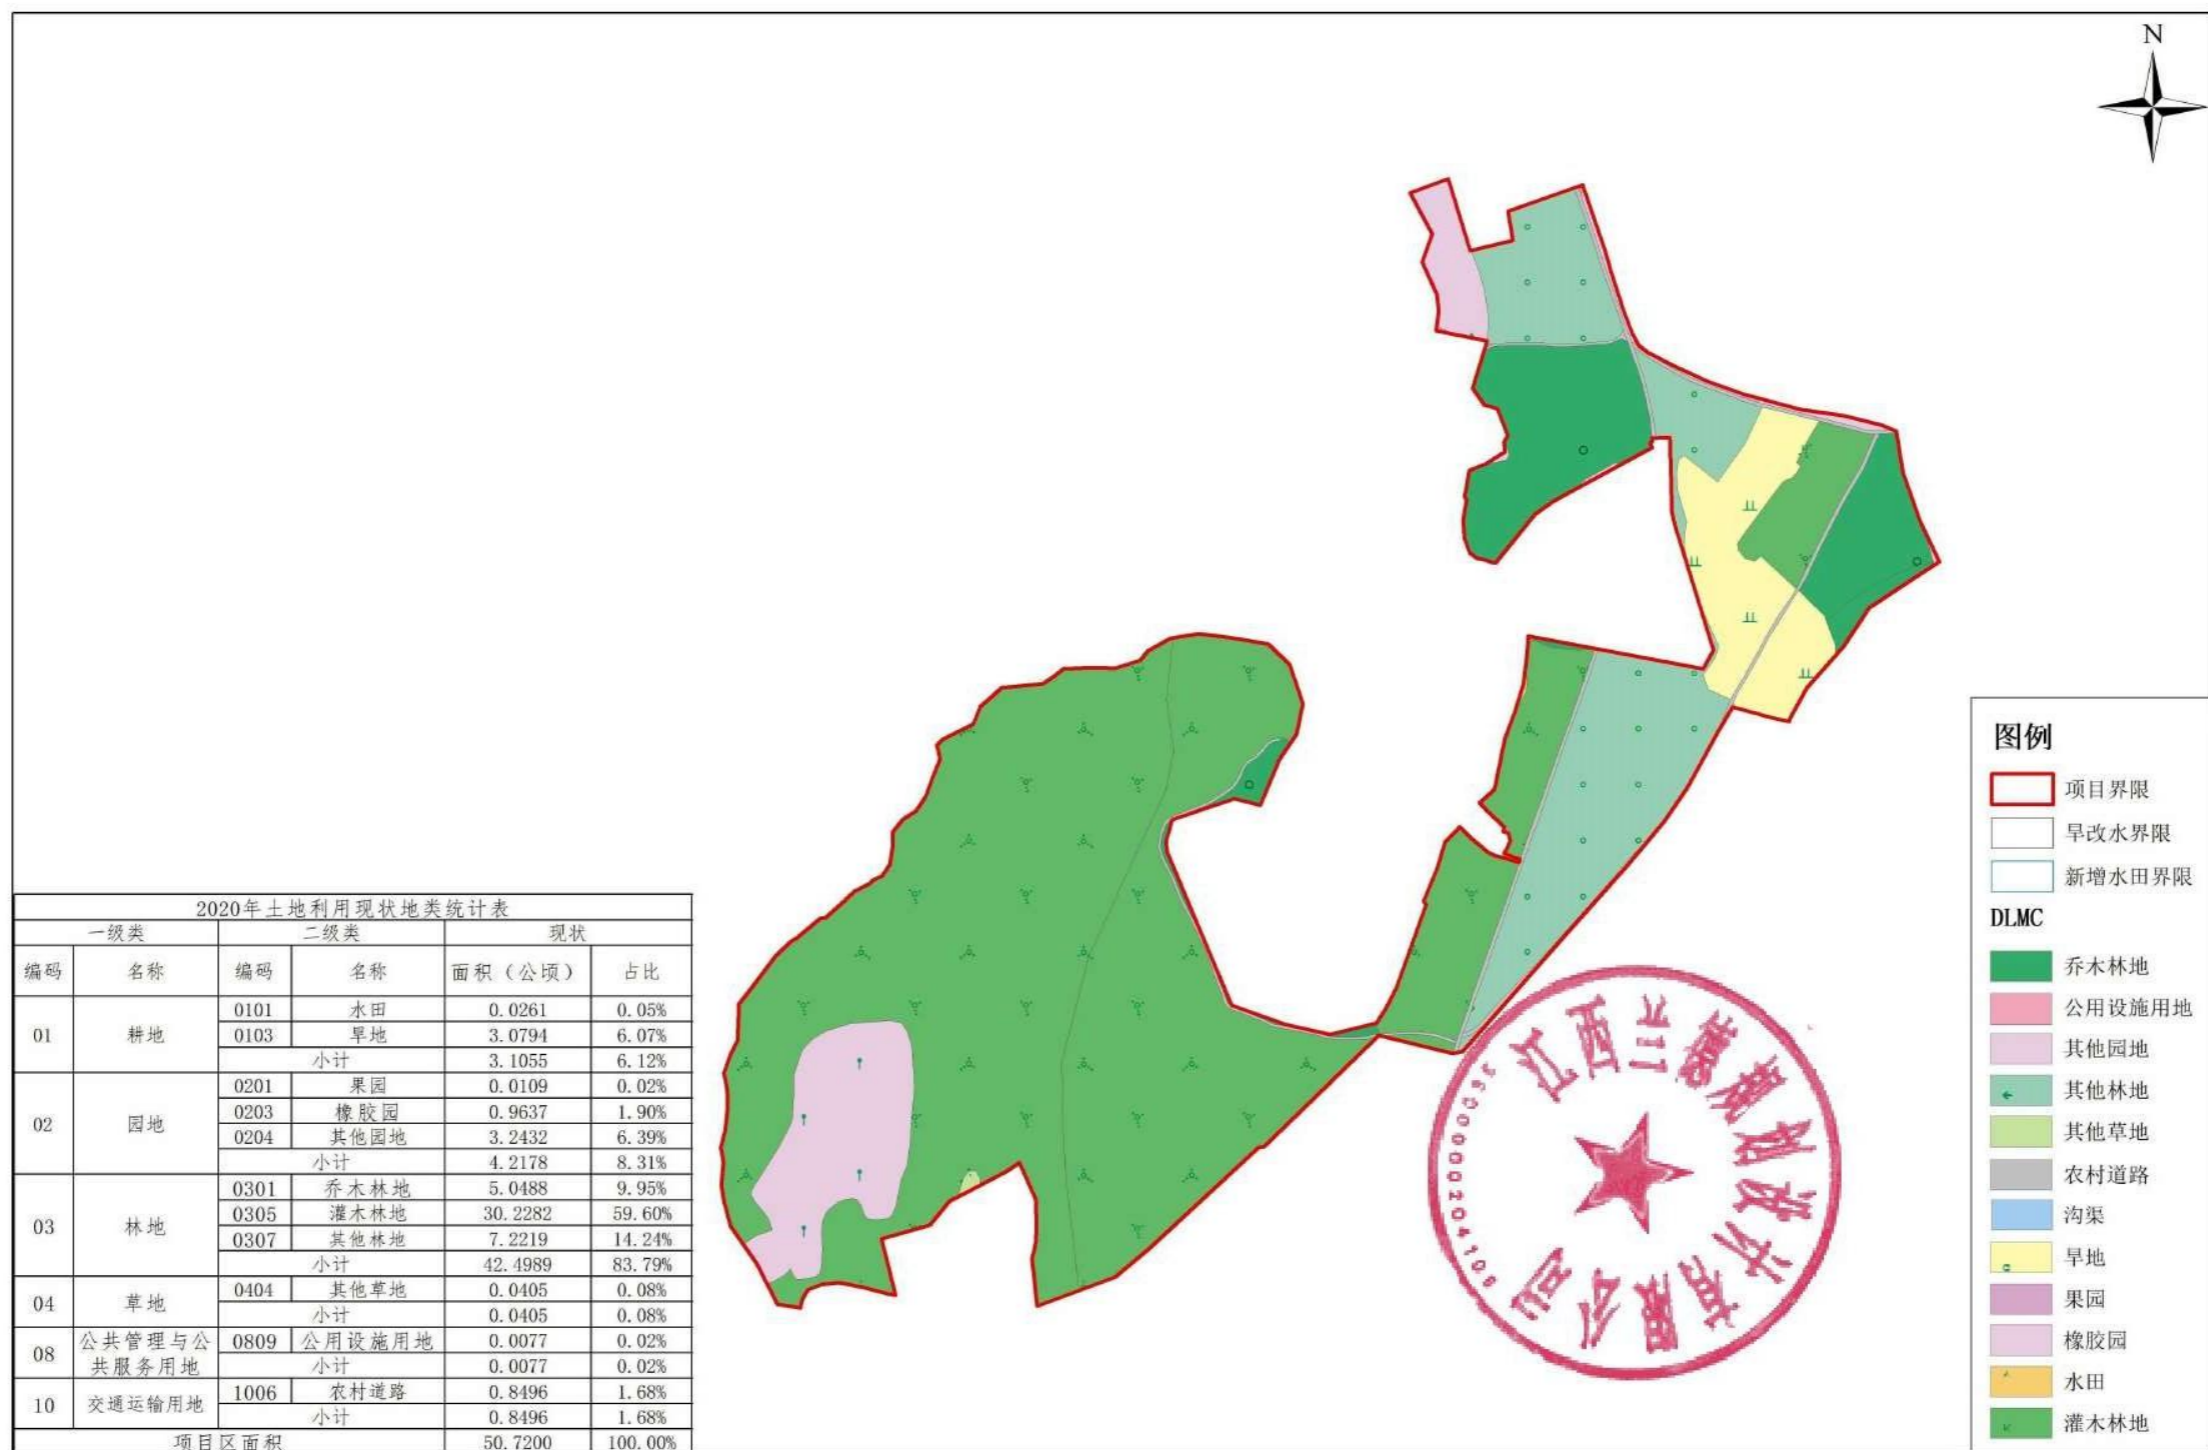 N
2020年土地利用现状地类统计表
一级类 二级类 现状
编码 名称 编码 名称 面积（公顷） 占比
01 耕地 0101 水田 0.0261 0.05%
0103 旱地 3.0794 6.07%
小计 3.1055 6.12%
02 园地 0201 果园 0.0109 0.02%
0203 橡胶园 0.9637 1.90%
0204 其他园地 3.2432 6.39%
小计 4.2178 8.31%
03 林地 0301 乔木林地 5.0488 9.95%
0305 灌木林地 30.2282 59.60%
0307 其他林地 7.2219 14.24%
小计 42.4989 83.79%
04 草地 0404 其他草地 0.0405 0.08%
小计 0.0405 0.08%
08 公共管理与公共服务用地 0809 公用设施用地 0.0077 0.02%
小计 0.0077 0.02%
10 交通运输用地 1006 农村道路 0.8496 1.68%
小计 0.8496 1.68%
项目区面积 50.7200 100.00%
图例
项目界限
旱改水界限
新增水田界限
DLMC
乔木林地
公用设施用地
其他园地
其他林地
其他草地
农村道路
沟渠
旱地
果园
橡胶园
水田
灌木林地
江西
有限公司